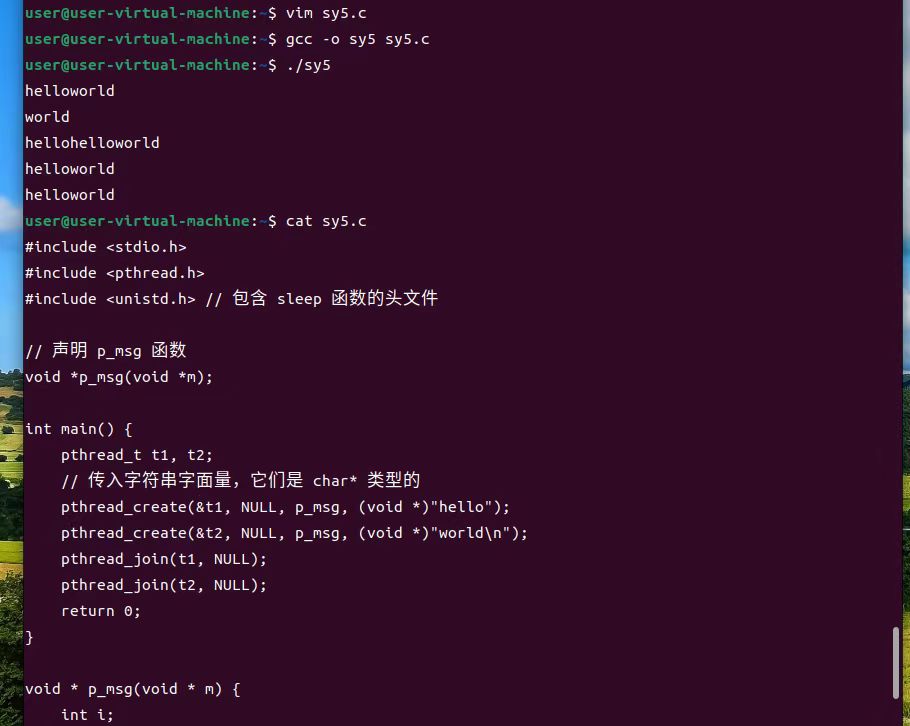 user@user-virtual-machine:~$ vim sy5.c
user@user-virtual-machine:~$ gcc -o sy5 sy5.c
user@user-virtual-machine:~$ ./sy5
helloworld
world
hellohelloworld
helloworld
helloworld
user@user-virtual-machine:~$ cat sy5.c
#include <stdio.h>
#include <pthread.h>
#include <unistd.h> // 包含 sleep 函数的头文件
// 声明 p_msg 函数
void *p_msg(void *m);
int main() {
    pthread_t t1, t2;
    // 传入字符串字面量，它们是 char* 类型的
    pthread_create(&t1, NULL, p_msg, (void *)"hello");
    pthread_create(&t2, NULL, p_msg, (void *)"world\n");
    pthread_join(t1, NULL);
    pthread_join(t2, NULL);
    return 0;
}
void * p_msg(void * m) {
    int i;